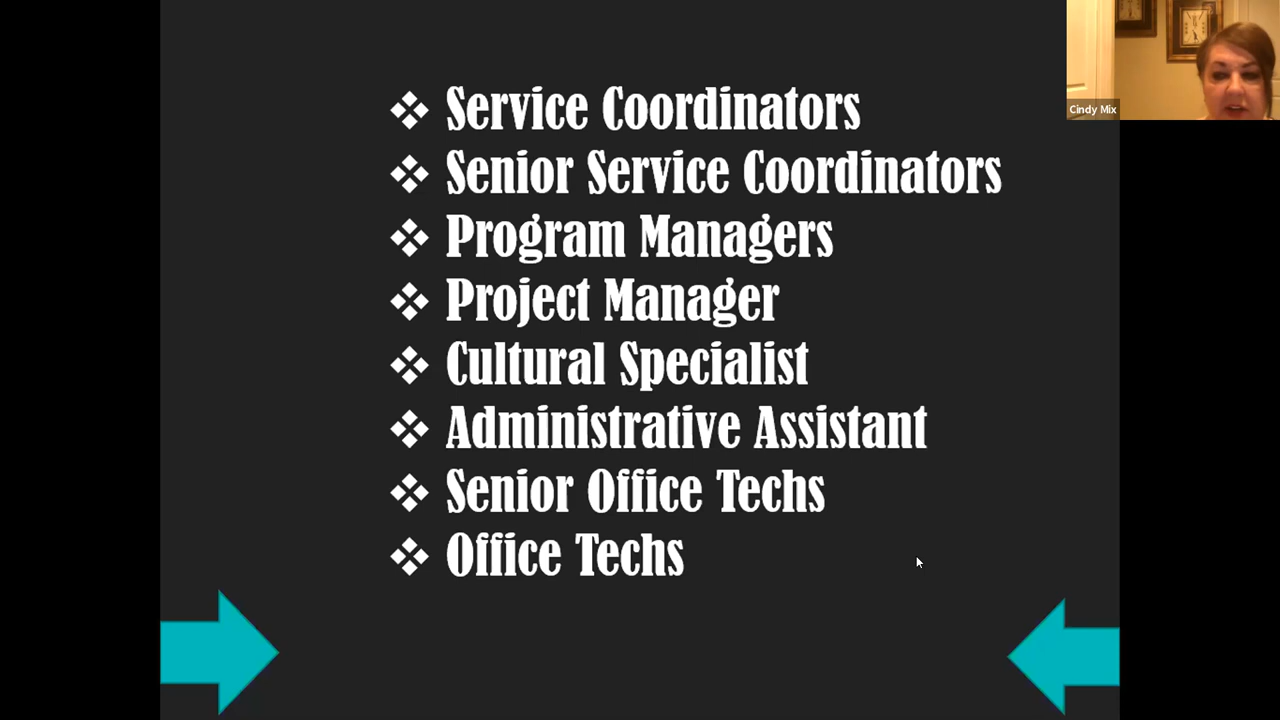 Service Coordinators
Senior Service Coordinators
Program Managers
Project Manager
Cultural Specialist
Administrative Assistant
Senior Office Techs
Office Techs
Cindy Mix